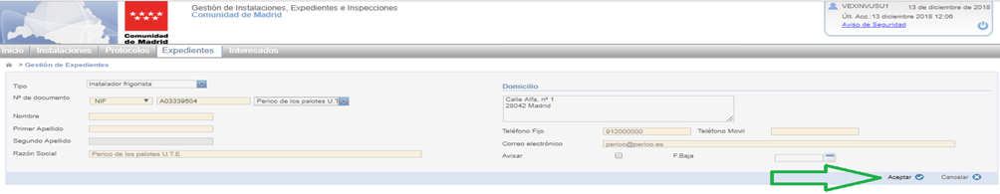 Gestión de Instalaciones, Expedientes e Inspecciones
Comunidad de Madrid
Comunidad
de Madrid
VEXINVUSU1 13 de diciembre de 2018
Últ. Acc.:13 diciembre 2018 12:06
Aviso de Seguridad
Inicio Instalaciones Protocolos Expedientes Interesados
> Gestión de Expedientes
Tipo Instalador frigorista
Nº de documento NIF A03339504 Perico de los palotes U.T.
Nombre
Primer Apellido
Segundo Apellido
Razón Social Perico de los palotes U.T.E
Domicilio
Calle Alfa, nº 1
28042 Madrid
Teléfono Fijo 912000000 Teléfono Movil
Correo electrónico perico@perico.es
Avisar F.Baja
Aceptar Cancelar